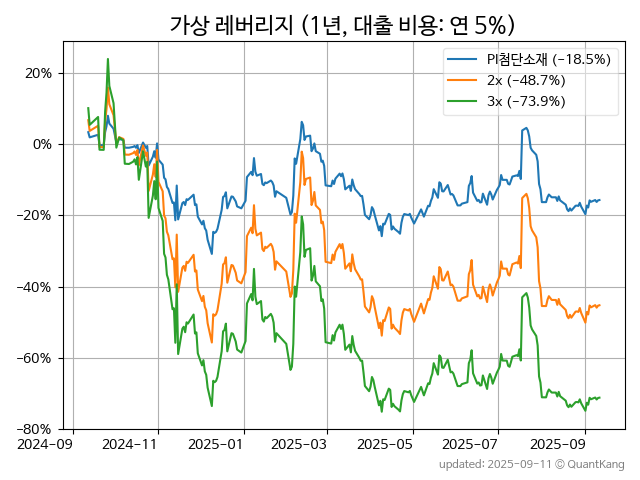 가상 레버리지 (1년, 대출 비용: 연 5%)
PI첨단소재 (−18.5%)
2x (−48.7%)
3x (−73.9%)
20%
0%
−20%
−40%
−60%
−80%
2024-09
2024-11
2025-01
2025-03
2025-05
2025-07
2025-09
updated: 2025-09-11 © QuantKang